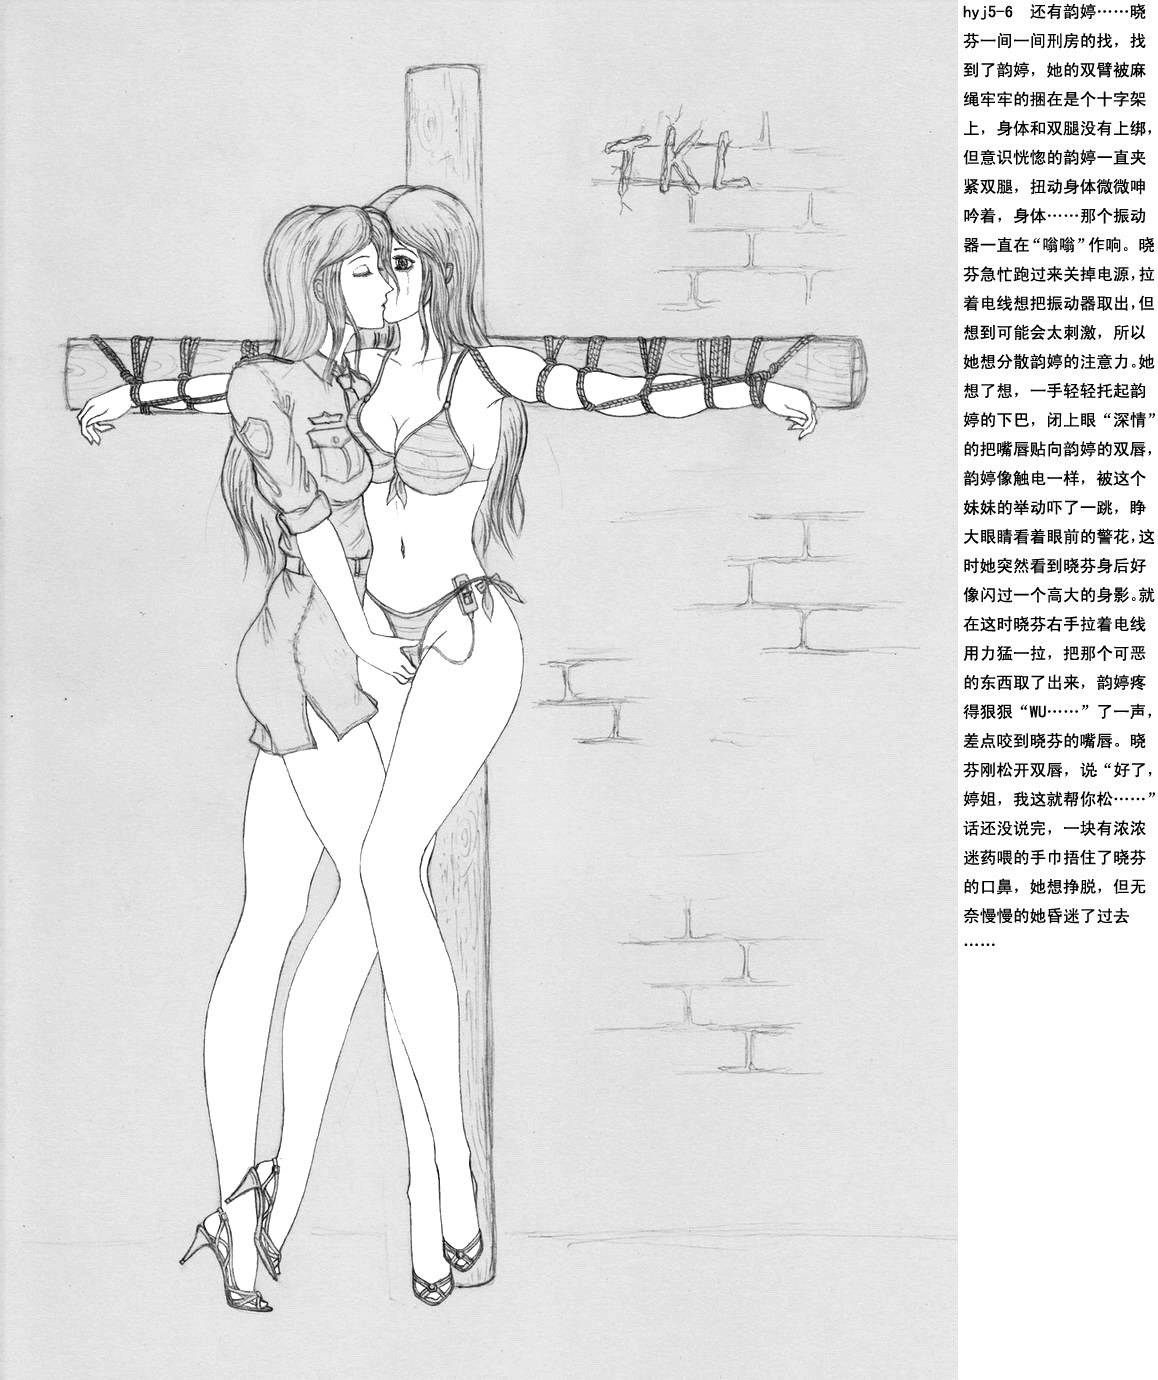 TKL
hyj5-6 还有韵婷……晓
芬一间一间刑房的找，找
到了韵婷，她的双臂被麻
绳牢牢的捆在是个十字架
上，身体和双腿没有上绑，
但意识恍惚的韵婷一直夹
紧双腿，扭动身体微微呻
吟着，身体……那个振动
器一直在“嗡嗡”作响。晓
芬急忙跑过来关掉电源，拉
着电线想把振动器取出，但
想到可能会太刺激，所以
她想分散韵婷的注意力。她
想了想，一手轻轻托起韵
婷的下巴，闭上眼“深情”
的把嘴唇贴向韵婷的双唇，
韵婷像触电一样，被这个
妹妹的举动吓了一跳，睁
大眼睛看着眼前的警花，这
时她突然看到晓芬身后好
像闪过一个高大的身影。就
在这时晓芬右手拉着电线
用力猛一拉，把那个可恶
的东西取了出来，韵婷疼
得狠狠“WU……”了一声，
差点咬到晓芬的嘴唇。晓
芬刚松开双唇，说“好了，
婷姐，我这就帮你松……”
话还没说完，一块有浓浓
迷药喂的手巾捂住了晓芬
的口鼻，她想挣脱，但无
奈慢慢的她昏迷了过去
……